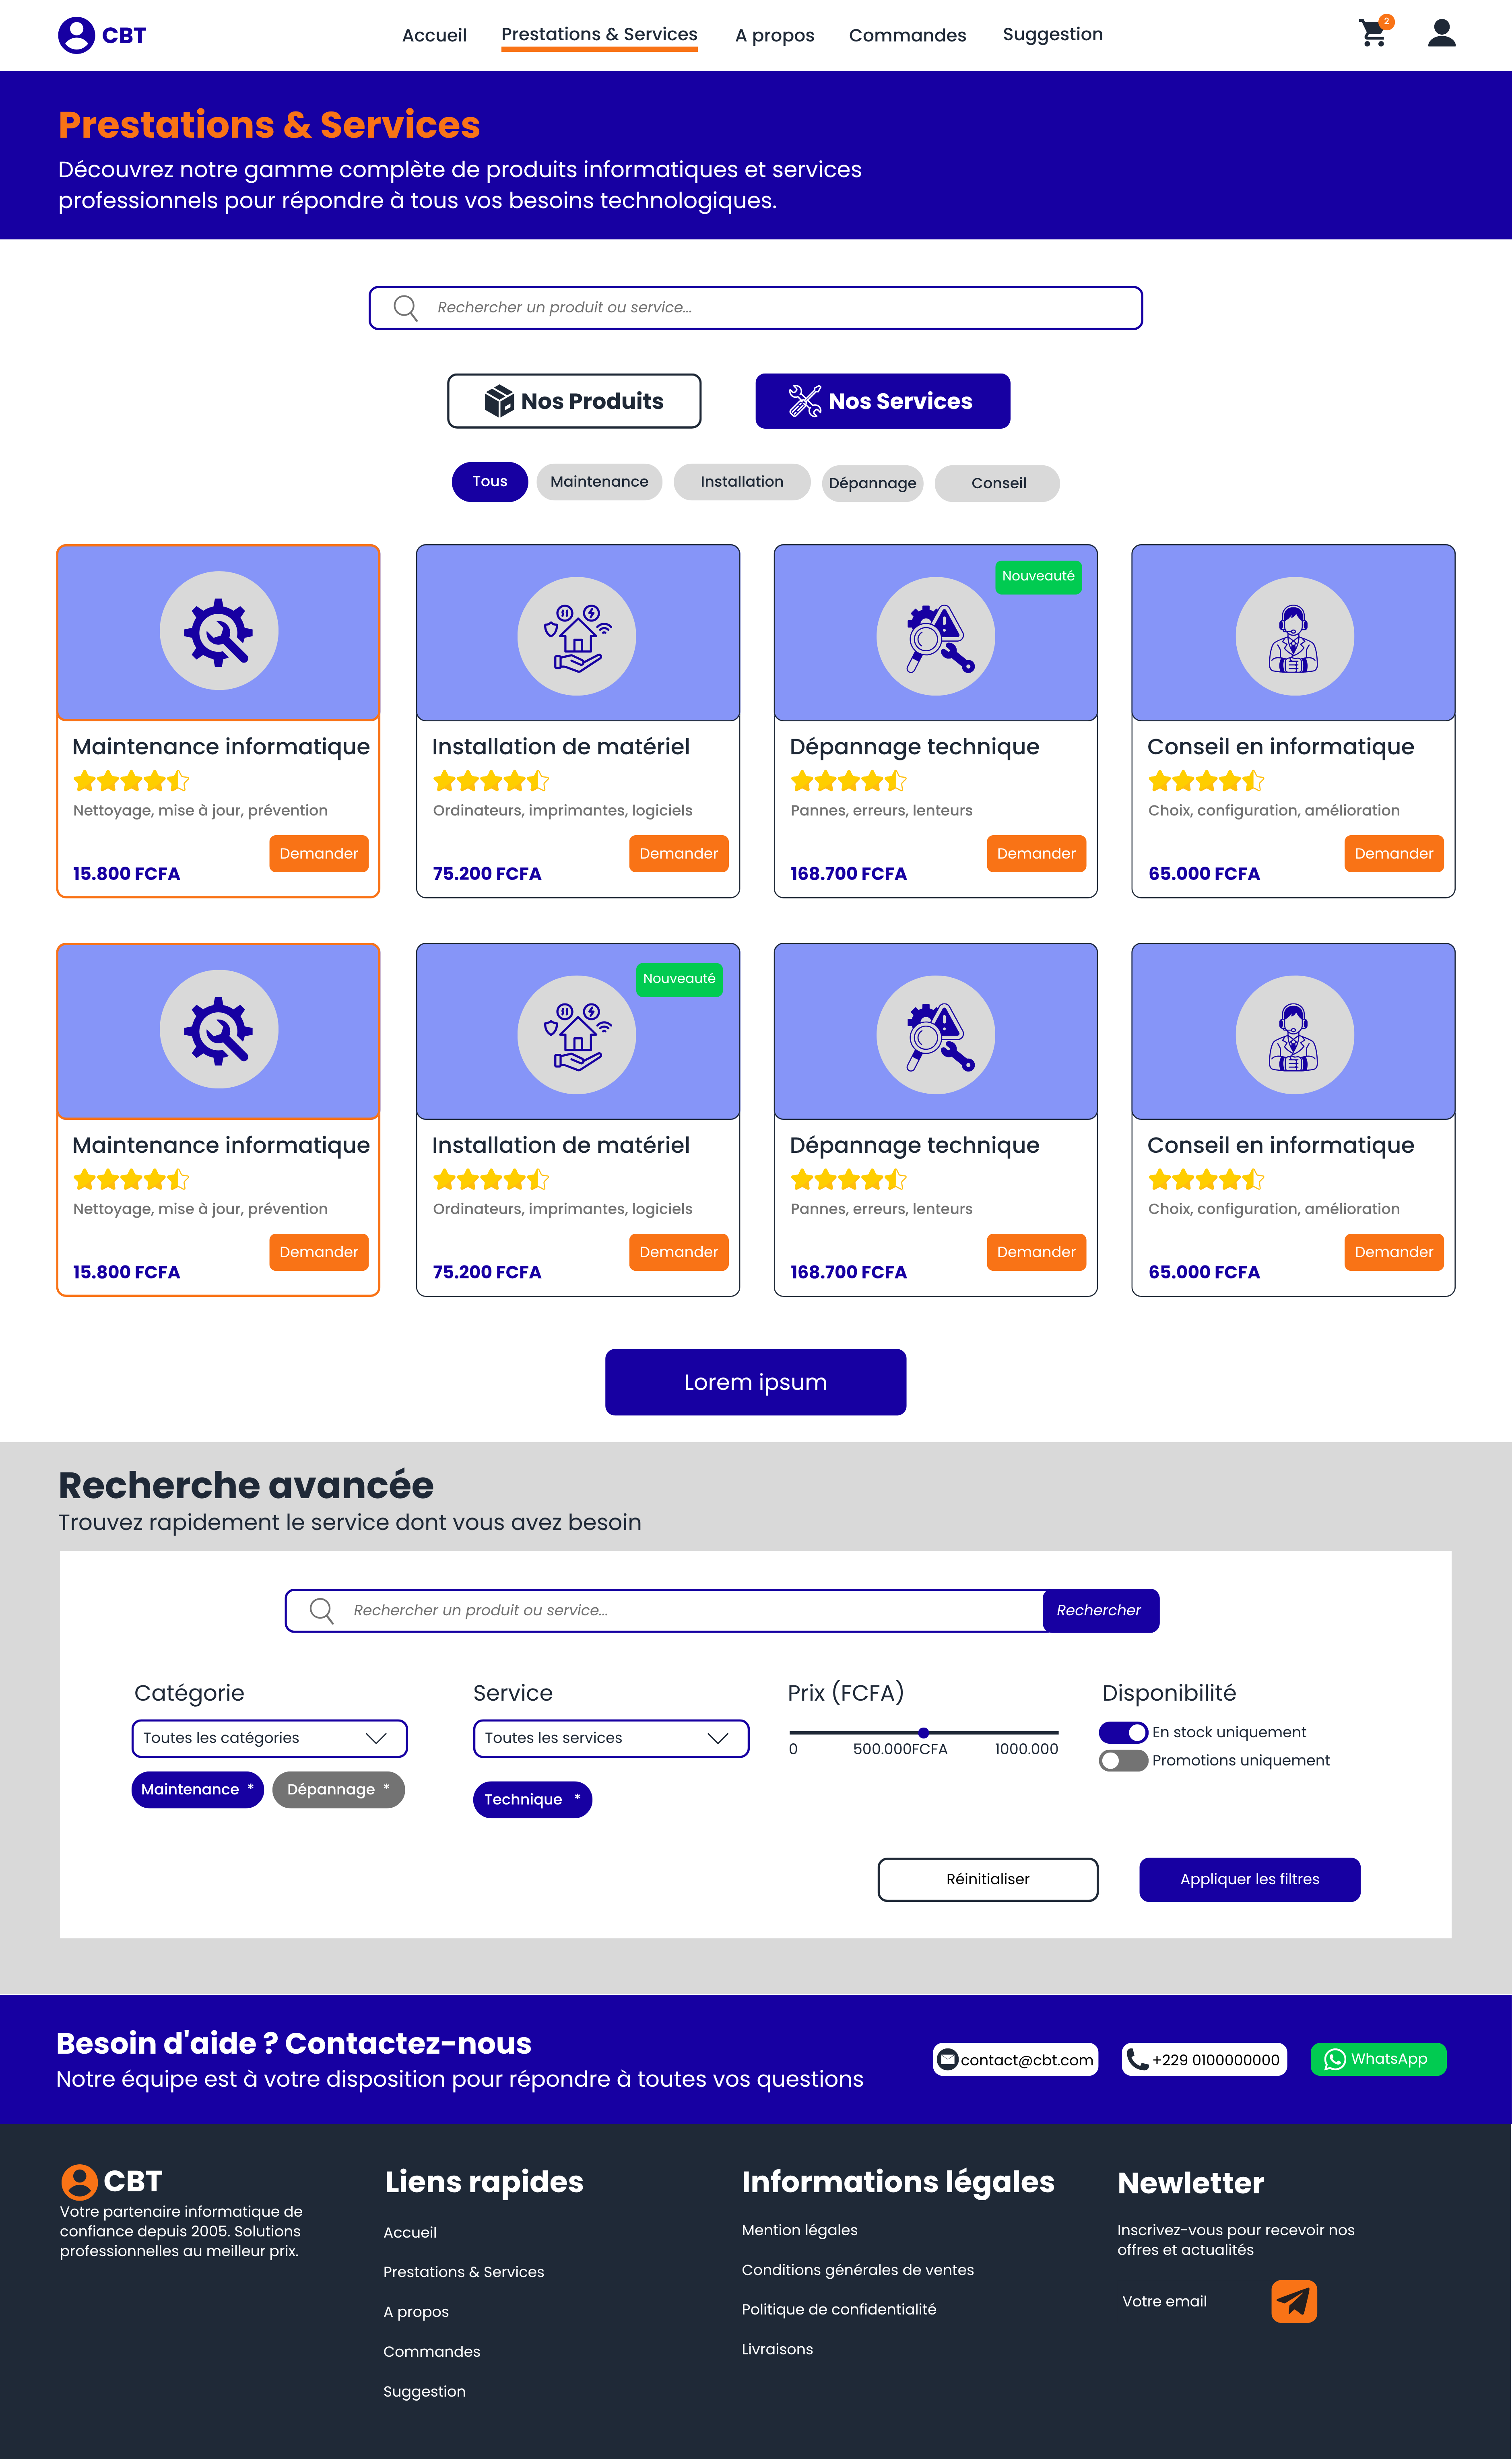 CBT
Accueil
Prestations & Services
A propos
Commandes
Suggestion
2
Prestations & Services
Découvrez notre gamme complète de produits informatiques et services
professionnels pour répondre à tous vos besoins technologiques.
Rechercher un produit ou service...
Nos Produits
Nos Services
Tous
Maintenance
Installation
Dépannage
Conseil
Nouveauté
Maintenance informatique
Installation de matériel
Dépannage technique
Conseil en informatique
Nettoyage, mise à jour, prévention
Ordinateurs, imprimantes, logiciels
Pannes, erreurs, lenteurs
Choix, configuration, amélioration
Demander
Demander
Demander
Demander
15.800 FCFA
75.200 FCFA
168.700 FCFA
65.000 FCFA
Nouveauté
Maintenance informatique
Installation de matériel
Dépannage technique
Conseil en informatique
Nettoyage, mise à jour, prévention
Ordinateurs, imprimantes, logiciels
Pannes, erreurs, lenteurs
Choix, configuration, amélioration
Demander
Demander
Demander
Demander
15.800 FCFA
75.200 FCFA
168.700 FCFA
65.000 FCFA
Lorem ipsum
Recherche avancée
Trouvez rapidement le service dont vous avez besoin
Rechercher un produit ou service...
Rechercher
Catégorie
Toutes les catégories
Maintenance *
Dépannage *
Service
Toutes les services
Technique *
Prix (FCFA)
0
500.000FCFA
1000.000
Disponibilité
En stock uniquement
Promotions uniquement
Réinitialiser
Appliquer les filtres
Besoin d'aide ? Contactez-nous
Notre équipe est à votre disposition pour répondre à toutes vos questions
contact@cbt.com
+229 0100000000
WhatsApp
CBT
Votre partenaire informatique de
confiance depuis 2005. Solutions
professionnelles au meilleur prix.
Liens rapides
Accueil
Prestations & Services
A propos
Commandes
Suggestion
Informations légales
Mention légales
Conditions générales de ventes
Politique de confidentialité
Livraisons
Newletter
Inscrivez-vous pour recevoir nos
offres et actualités
Votre email